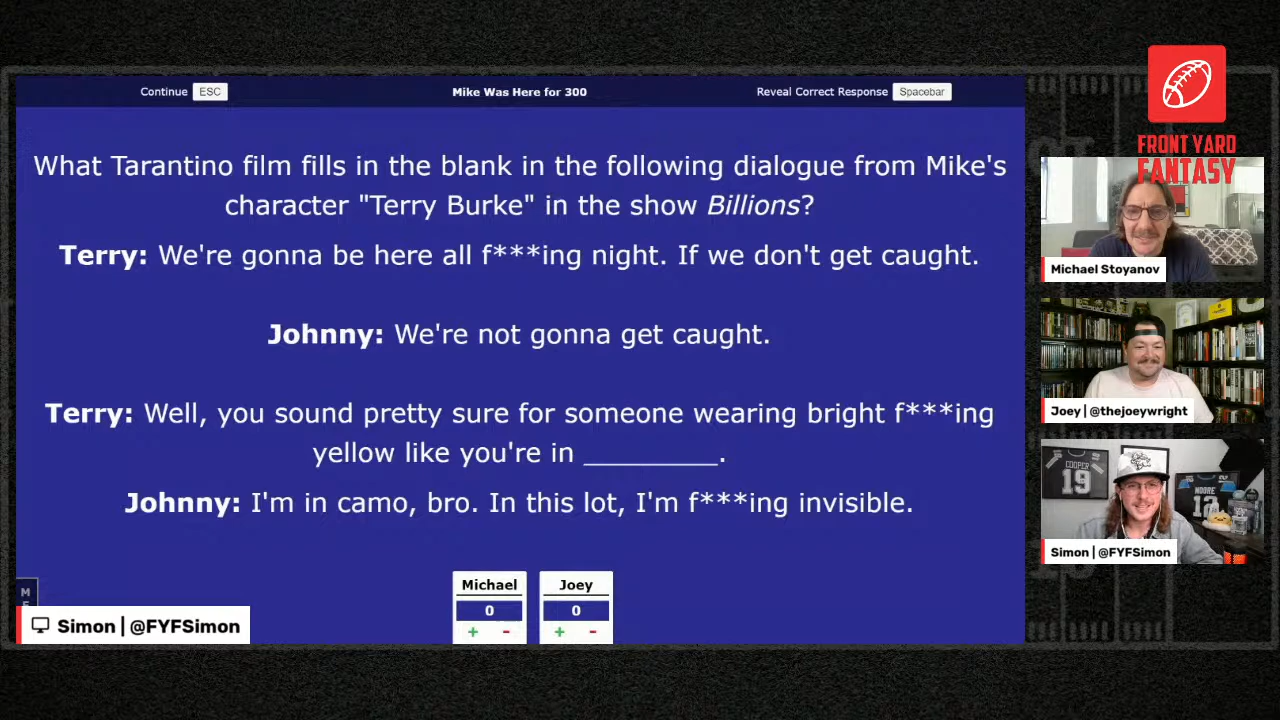 Continue ESC
Mike Was Here for 300
Reveal Correct Response Spacebar
What Tarantino film fills in the blank in the following dialogue from Mike's
character "Terry Burke" in the show Billions?
Terry: We're gonna be here all f***ing night. If we don't get caught.
Johnny: We're not gonna get caught.
Terry: Well, you sound pretty sure for someone wearing bright f***ing
yellow like you're in _________.
Johnny: I'm in camo, bro. In this lot, I'm f***ing invisible.
Michael
0
+ -
Joey
0
+ -
M
Simon | @FYFSimon
FRONT YARD
FANTASY
Michael Stoyanov
Joey | @thejoeywright
COOPER
19
MOORE
12
Simon | @FYFSimon